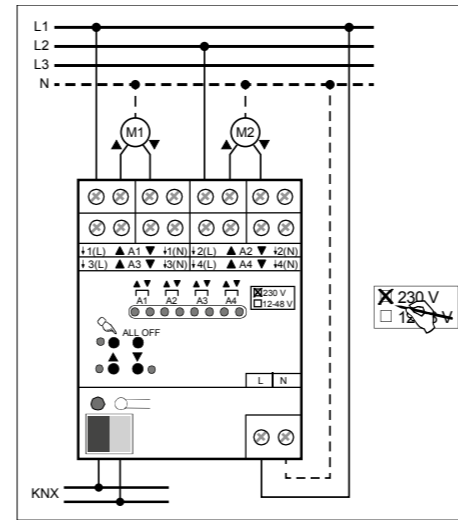 L1
L2
L3
N
M1 M2
▲ ▼ ▲ ▼
↓1(L) ▲ A1 ▼ ↓1(N) ↓2(L) ▲ A2 ▼ ↓2(N)
↓3(L) ▲ A3 ▼ ↓3(N) ↓4(L) ▲ A4 ▼ ↓4(N)
▲▼ ▲▼ ▲▼ ▲▼
A1 A2 A3 A4
230 V
12-48 V
ALL OFF
▲ ▼
L N
KNX
230 V